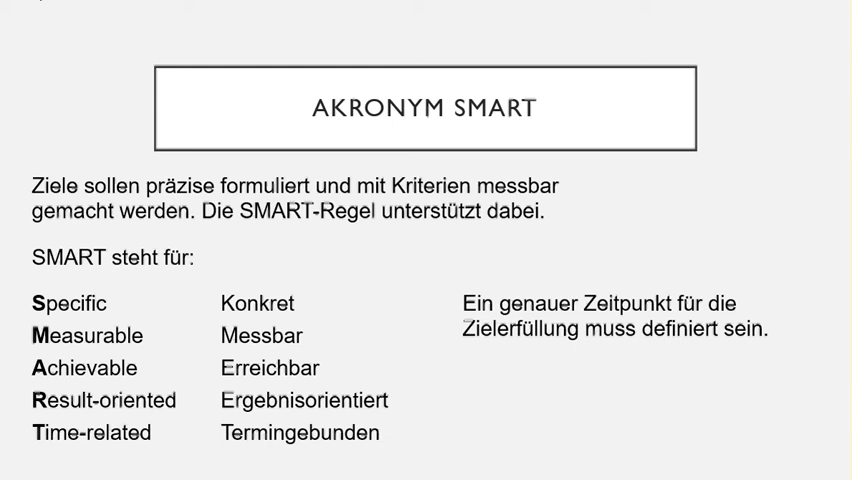 AKRONYM SMART
Ziele sollen präzise formuliert und mit Kriterien messbar
gemacht werden. Die SMART-Regel unterstützt dabei.
SMART steht für:
Specific Konkret
Measurable Messbar
Achievable Erreichbar
Result-oriented Ergebnisorientiert
Time-related Termingebunden
Ein genauer Zeitpunkt für die
Zielerfüllung muss definiert sein.